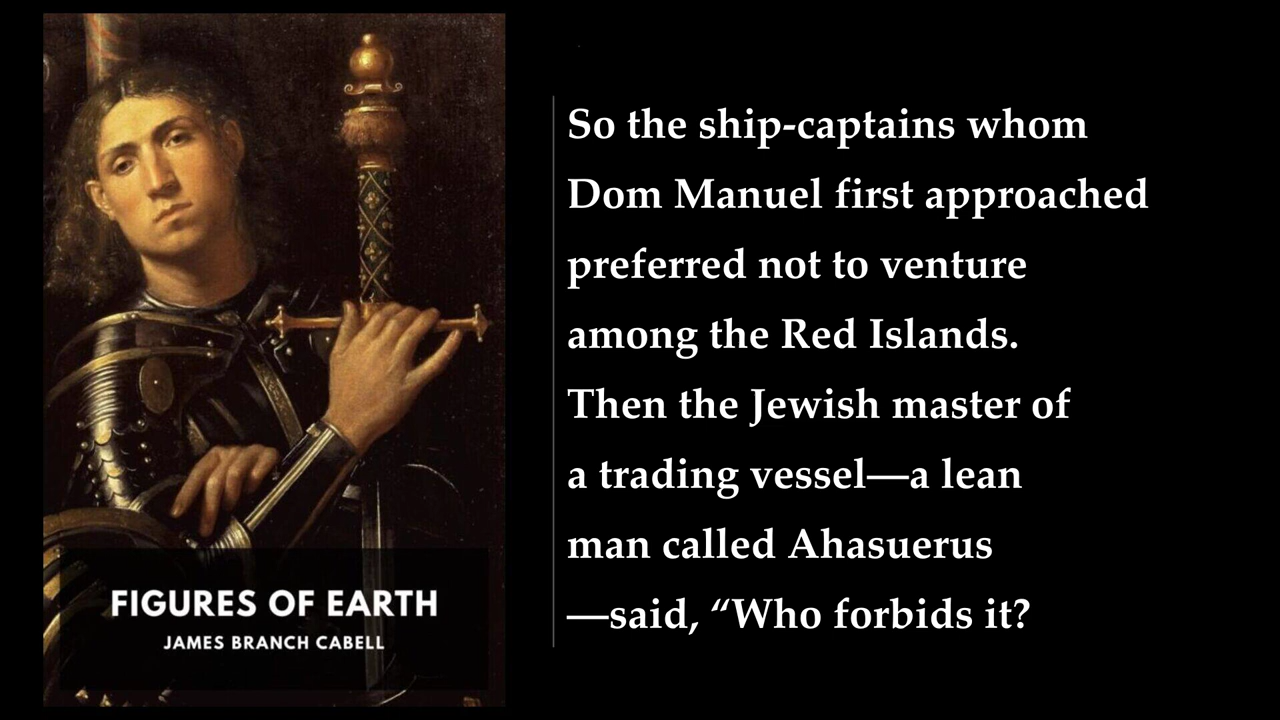 FIGURES OF EARTH
JAMES BRANCH CABELL
So the ship-captains whom
Dom Manuel first approached
preferred not to venture
among the Red Islands.
Then the Jewish master of
a trading vessel—a lean
man called Ahasuerus
—said, “Who forbids it?